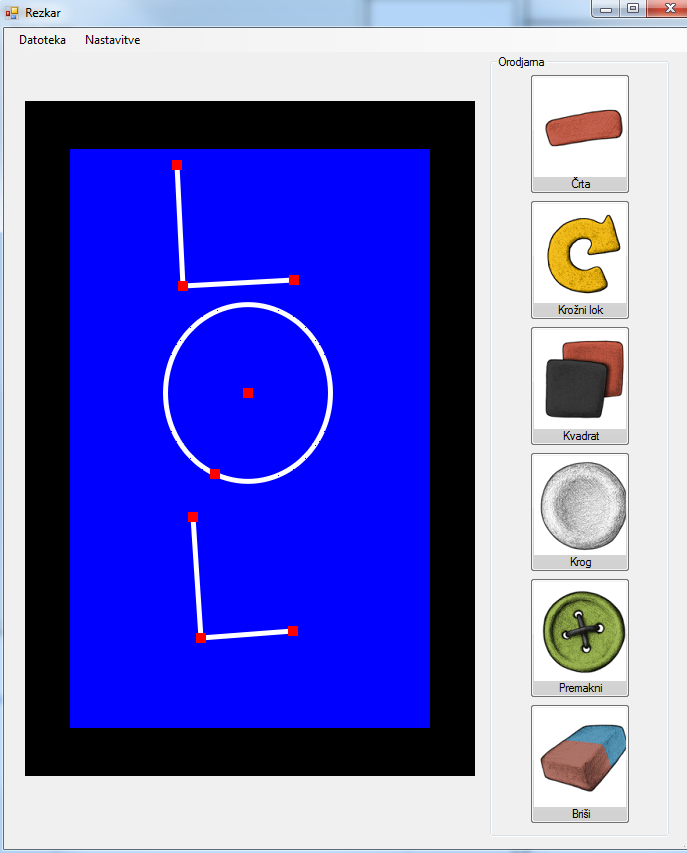 Rezkar
Datoteka Nastavitve
Orodjarna
Črta
Krožni lok
Kvadrat
Krog
Premakni
Briši